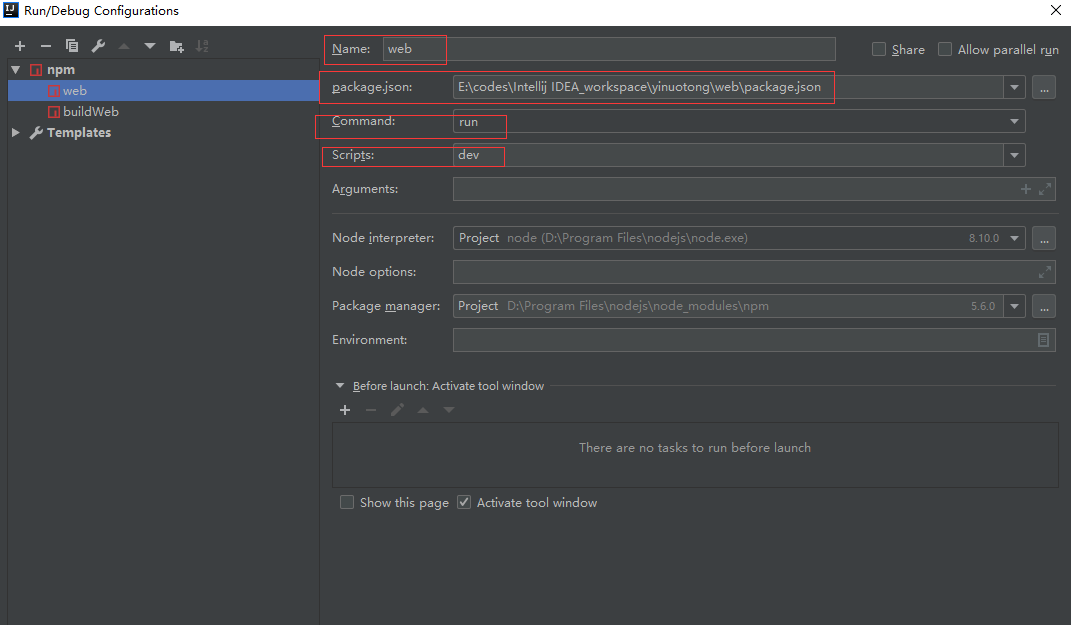 Run/Debug Configurations
npm
web
buildWeb
Templates
Name: web Share Allow parallel run
package.json: E:\codes\Intellij IDEA_workspace\yinuotong\web\package.json ...
Command: run
Scripts: dev
Arguments:
Node interpreter: Project node (D:\Program Files\nodejs\node.exe) 8.10.0 ...
Node options:
Package manager: Project D:\Program Files\nodejs\node_modules\npm 5.6.0 ...
Environment:
Before launch: Activate tool window
There are no tasks to run before launch
Show this page Activate tool window